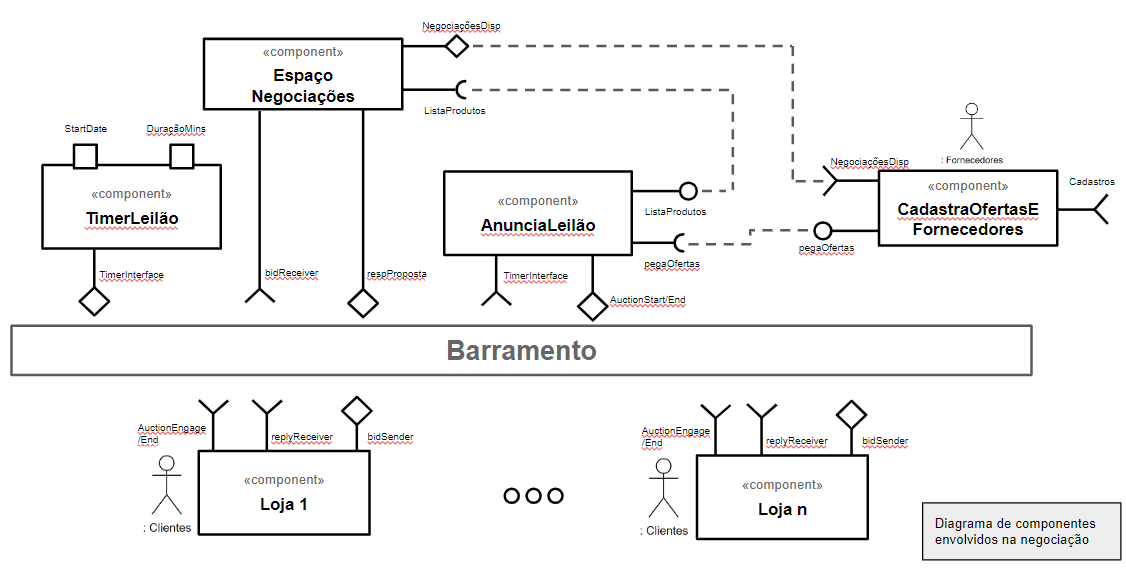 NegociaçõesDisp
«component»
Espaço
Negociações
ListaProdutos
StartDate
DuraçãoMins
: Fornecedores
NegociaçõesDisp
«component»
TimerLeilão
«component»
AnunciaLeilão
ListaProdutos
«component»
CadastraOfertasE
Fornecedores
Cadastros
pegaOfertas
pegaOfertas
TimerInterface
bidReceiver
respProposta
TimerInterface
AuctionStart/End
Barramento
AuctionEngage
/End
replyReceiver
bidSender
«component»
Loja 1
: Clientes
AuctionEngage
/End
replyReceiver
bidSender
«component»
Loja n
: Clientes
Diagrama de componentes
envolvidos na negociação